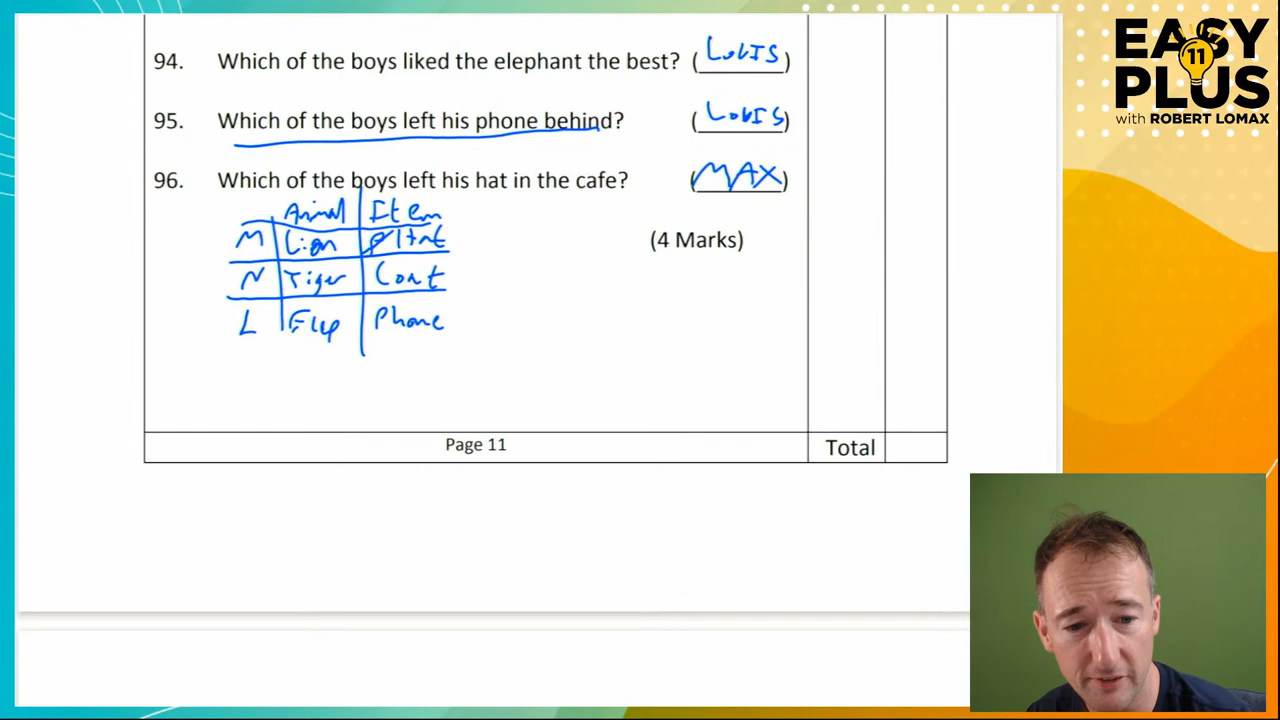 94. Which of the boys liked the elephant the best? (LOUIS)
95. Which of the boys left his phone behind? (LOUIS)
96. Which of the boys left his hat in the cafe? (MAX)
Animal Item
M Lion
(4 Marks)
N Tiger Coat
L Elep Phone
Page 11 Total
EASY
11
PLUS
with ROBERT LOMAX